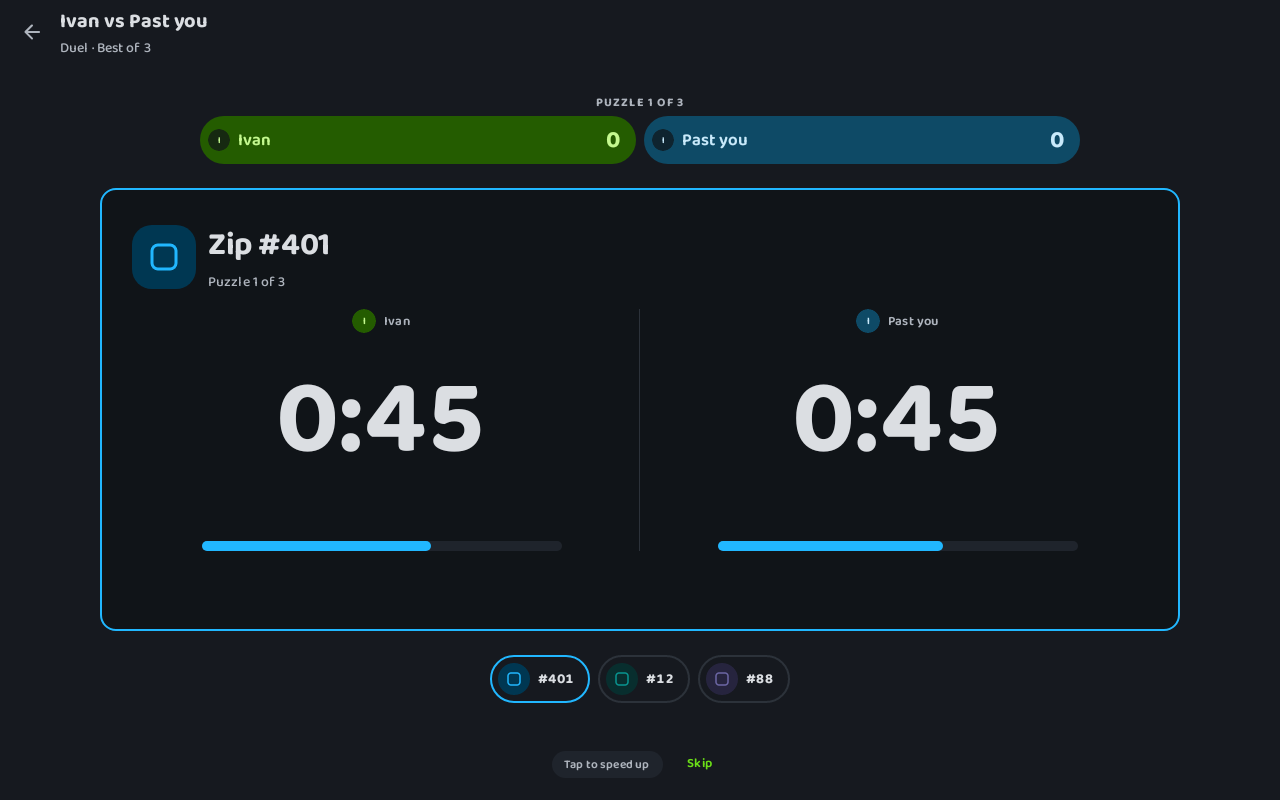 Ivan vs Past you
Duel · Best of 3
PUZZLE 1 OF 3
I Ivan 0
I Past you 0
Zip #401
Puzzle 1 of 3
I Ivan
I Past you
0:45
0:45
#401
#12
#88
Tap to speed up
Skip